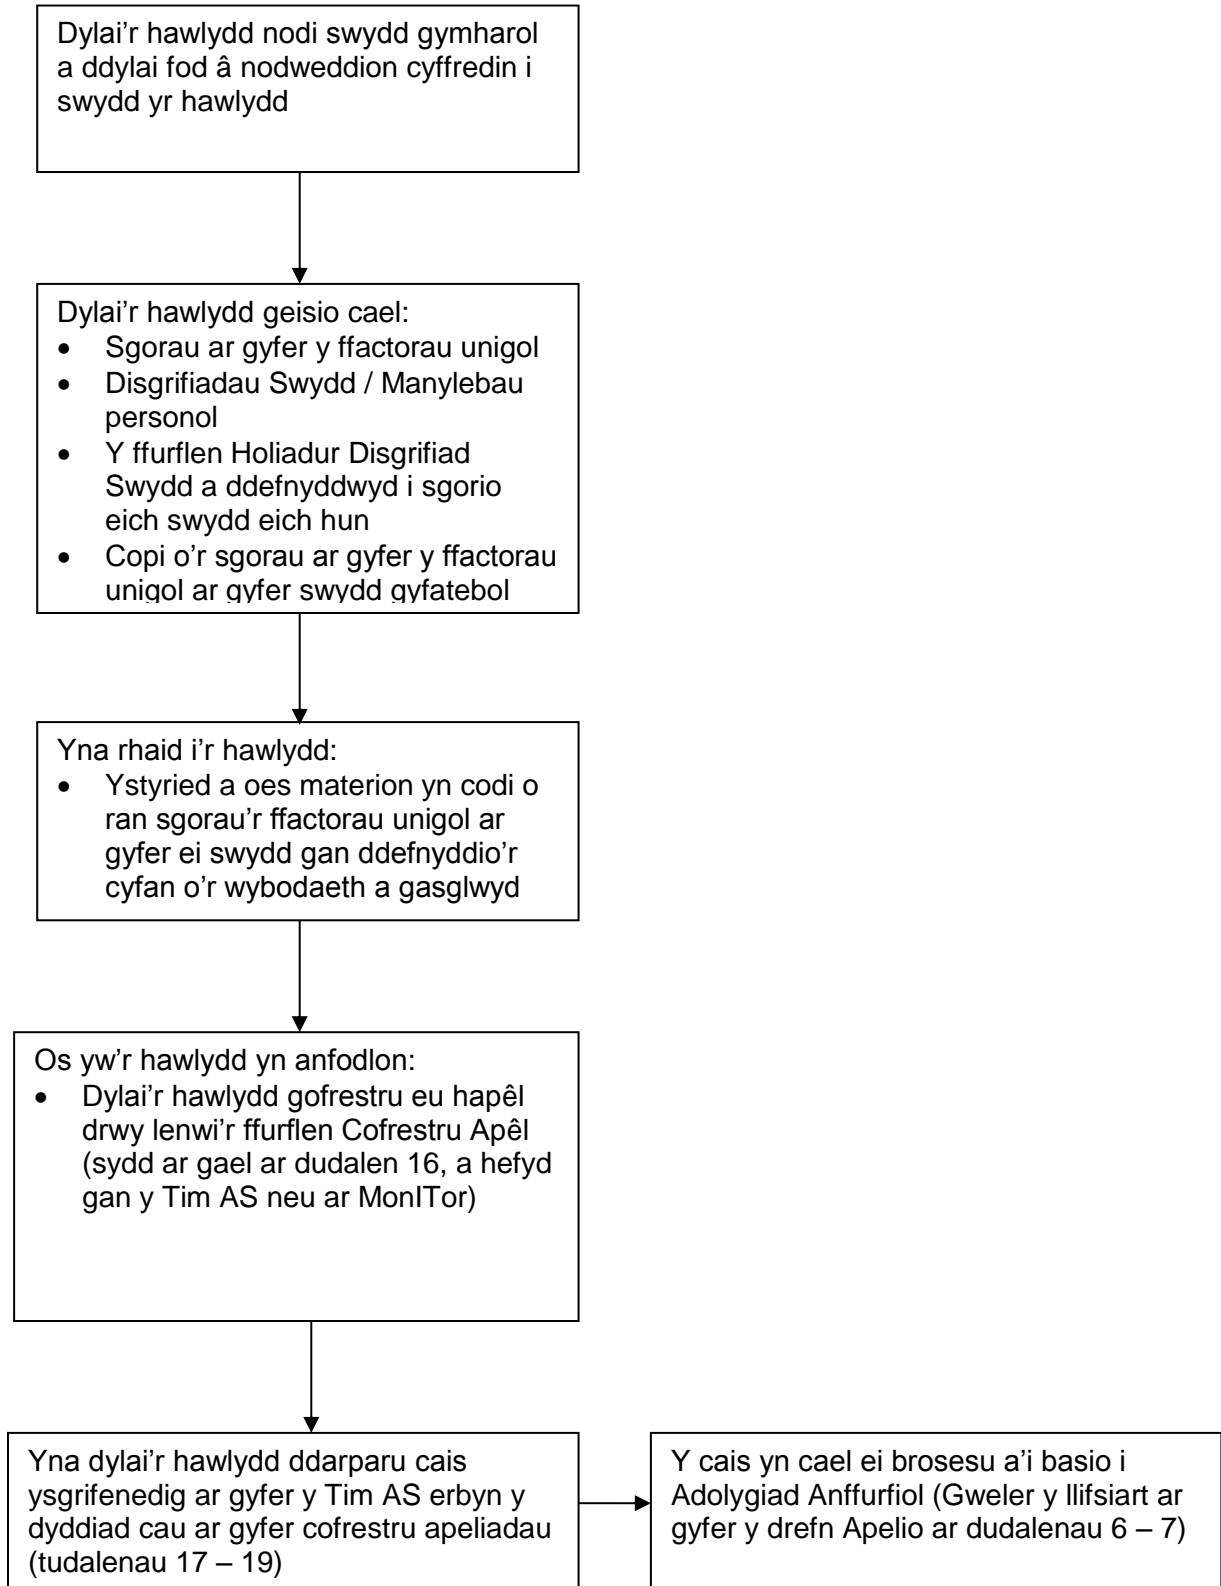 Dylai’r hawlydd nodi swydd gymharol
a ddylai fod â nodweddion cyffredin i
swydd yr hawlydd
Dylai’r hawlydd geisio cael:
• Sgorau ar gyfer y ffactorau unigol
• Disgrifiadau Swydd / Manylebau
personol
• Y ffurflen Holiadur Disgrifiad
Swydd a ddefnyddwyd i sgorio
eich swydd eich hun
• Copi o’r sgorau ar gyfer y ffactorau
unigol ar gyfer swydd gyfatebol
Yna rhaid i’r hawlydd:
• Ystyried a oes materion yn codi o
ran sgorau’r ffactorau unigol ar
gyfer ei swydd gan ddefnyddio’r
cyfan o’r wybodaeth a gasglwyd
Os yw’r hawlydd yn anfodlon:
• Dylai’r hawlydd gofrestru eu hapêl
drwy lenwi’r ffurflen Cofrestru Apêl
(sydd ar gael ar dudalen 16, a hefyd
gan y Tim AS neu ar MonITor)
Yna dylai’r hawlydd ddarparu cais
ysgrifenedig ar gyfer y Tim AS erbyn y
dyddiad cau ar gyfer cofrestru apeliadau
(tudalenau 17 – 19)
Y cais yn cael ei brosesu a’i basio i
Adolygiad Anffurfiol (Gweler y llifsiart ar
gyfer y drefn Apelio ar dudalenau 6 – 7)